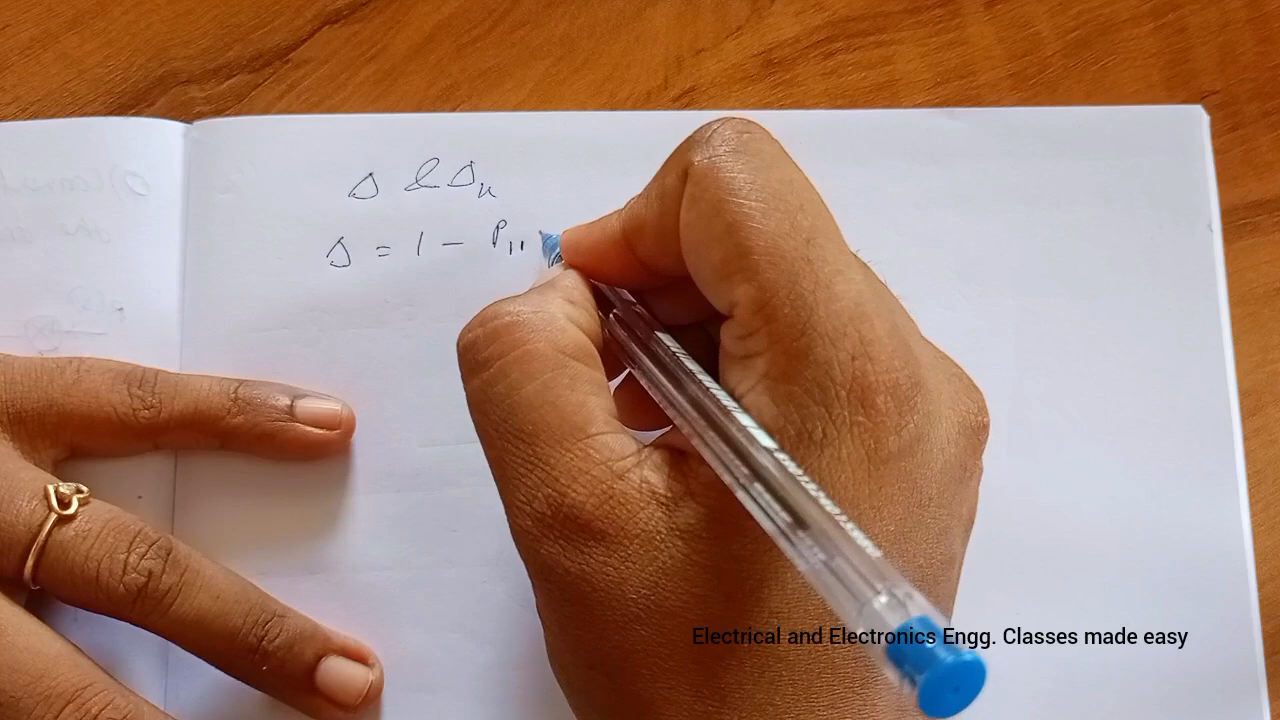 Δ & Δₖ
Δ = 1 - P₁₁
Electrical and Electronics Engg. Classes made easy